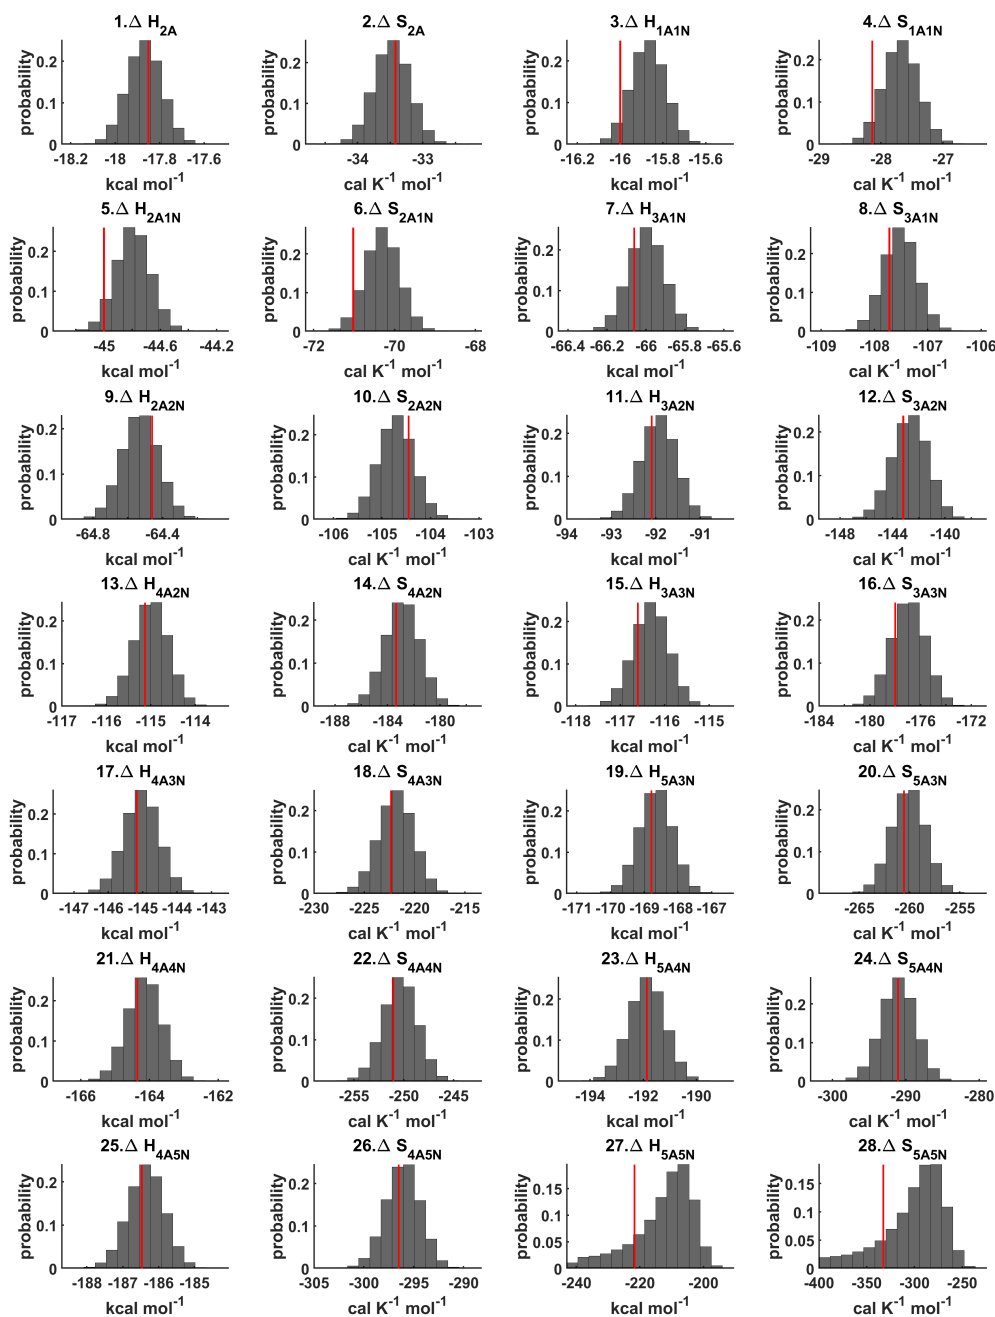 1.Δ H2A
2.Δ S2A
3.Δ H1A1N
4.Δ S1A1N
probability
0.2
0.1
0
-18.2 -18 -17.8 -17.6
kcal mol-1
probability
0.2
0.1
0
-34 -33
cal K-1 mol-1
probability
0.2
0.1
0
-16.2 -16 -15.8 -15.6
kcal mol-1
probability
0.2
0.1
0
-29 -28 -27
cal K-1 mol-1
5.Δ H2A1N
6.Δ S2A1N
7.Δ H3A1N
8.Δ S3A1N
probability
0.2
0.1
0
-45 -44.6 -44.2
kcal mol-1
probability
0.2
0.1
0
-72 -70 -68
cal K-1 mol-1
probability
0.2
0.1
0
-66.4 -66.2 -66 -65.8 -65.6
kcal mol-1
probability
0.2
0.1
0
-109 -108 -107 -106
cal K-1 mol-1
9.Δ H2A2N
10.Δ S2A2N
11.Δ H3A2N
12.Δ S3A2N
probability
0.2
0.1
0
-64.8 -64.4
kcal mol-1
probability
0.2
0.1
0
-106 -105 -104 -103
cal K-1 mol-1
probability
0.2
0.1
0
-94 -93 -92 -91
kcal mol-1
probability
0.2
0.1
0
-148 -144 -140
cal K-1 mol-1
13.Δ H4A2N
14.Δ S4A2N
15.Δ H3A3N
16.Δ S3A3N
probability
0.2
0.1
0
-117 -116 -115 -114
kcal mol-1
probability
0.2
0.1
0
-188 -184 -180
cal K-1 mol-1
probability
0.2
0.1
0
-118 -117 -116 -115
kcal mol-1
probability
0.2
0.1
0
-184 -180 -176 -172
cal K-1 mol-1
17.Δ H4A3N
18.Δ S4A3N
19.Δ H5A3N
20.Δ S5A3N
probability
0.2
0.1
0
-147 -146 -145 -144 -143
kcal mol-1
probability
0.2
0.1
0
-230 -225 -220 -215
cal K-1 mol-1
probability
0.2
0.1
0
-171 -170 -169 -168 -167
kcal mol-1
probability
0.2
0.1
0
-265 -260 -255
cal K-1 mol-1
21.Δ H4A4N
22.Δ S4A4N
23.Δ H5A4N
24.Δ S5A4N
probability
0.2
0.1
0
-166 -164 -162
kcal mol-1
probability
0.2
0.1
0
-255 -250 -245
cal K-1 mol-1
probability
0.2
0.1
0
-194 -192 -190
kcal mol-1
probability
0.2
0.1
0
-300 -290 -280
cal K-1 mol-1
25.Δ H4A5N
26.Δ S4A5N
27.Δ H5A5N
28.Δ S5A5N
probability
0.2
0.1
0
-188 -187 -186 -185
kcal mol-1
probability
0.2
0.1
0
-305 -300 -295 -290
cal K-1 mol-1
probability
0.15
0.1
0.05
0
-240 -220 -200
kcal mol-1
probability
0.15
0.1
0.05
0
-400 -350 -300 -250
cal K-1 mol-1